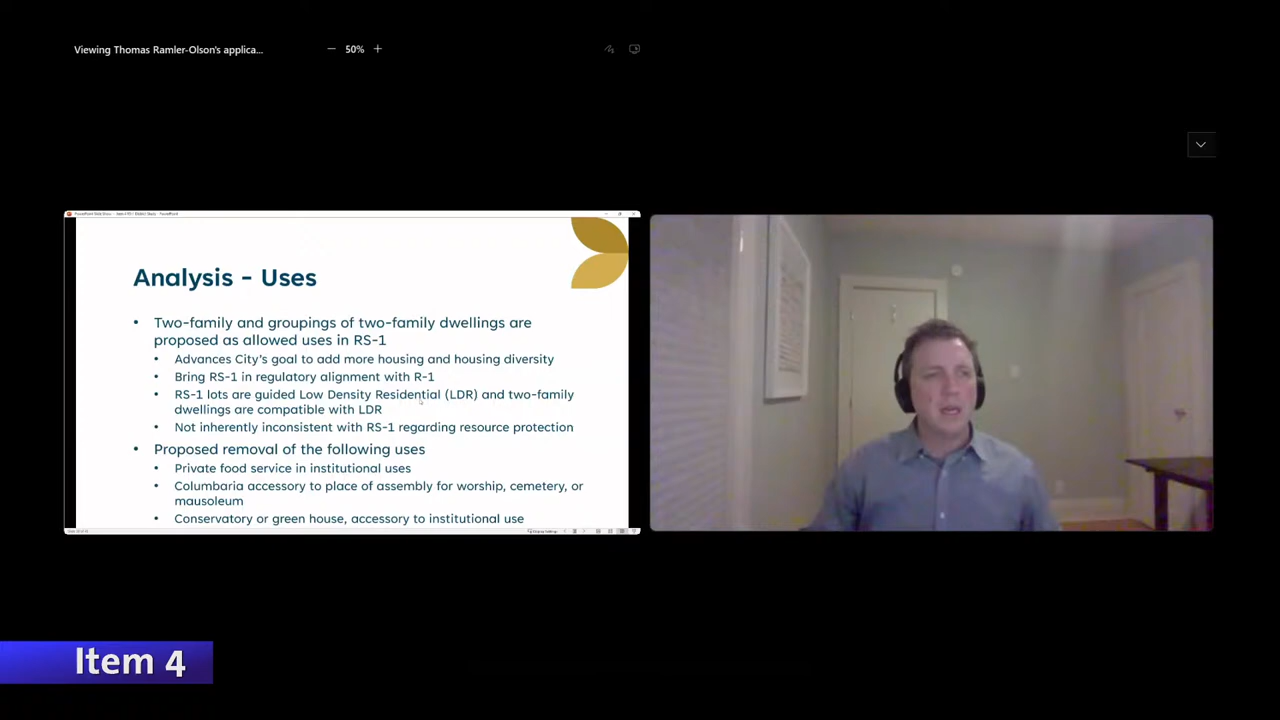 Viewing Thomas Ramler-Olson's applica...
50%
Analysis - Uses
• Two-family and groupings of two-family dwellings are
proposed as allowed uses in RS-1
• Advances City's goal to add more housing and housing diversity
• Bring RS-1 in regulatory alignment with R-1
• RS-1 lots are guided Low Density Residential (LDR) and two-family
dwellings are compatible with LDR
• Not inherently inconsistent with RS-1 regarding resource protection
• Proposed removal of the following uses
• Private food service in institutional uses
• Columbaria accessory to place of assembly for worship, cemetery, or
mausoleum
• Conservatory or green house, accessory to institutional use
Item 4